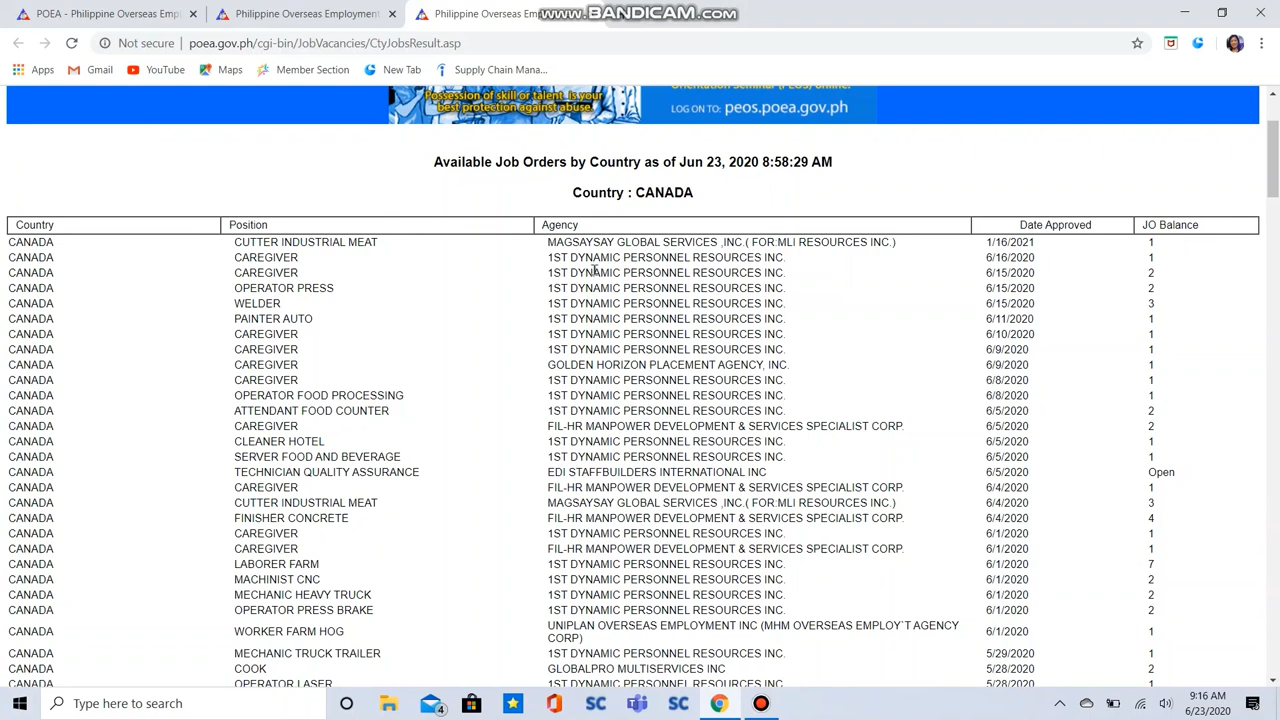 POEA - Philippine Overseas Empl
Philippine Overseas Employment
Philippine Overseas Em
www.BANDICAM.com
Not secure poea.gov.ph/cgi-bin/JobVacancies/CtyJobsResult.asp
Apps Gmail YouTube Maps Member Section New Tab Supply Chain Mana...
Possession of skill or talent is your
best protection against abuse.
Orientation Seminar (PEOS) online.
LOG ON TO: peos.poea.gov.ph
Available Job Orders by Country as of Jun 23, 2020 8:58:29 AM
Country : CANADA
Country Position Agency Date Approved JO Balance
CANADA CUTTER INDUSTRIAL MEAT MAGSAYSAY GLOBAL SERVICES ,INC.( FOR:MLI RESOURCES INC.) 1/16/2021 1
CANADA CAREGIVER 1ST DYNAMIC PERSONNEL RESOURCES INC. 6/16/2020 1
CANADA CAREGIVER 1ST DYNAMIC PERSONNEL RESOURCES INC. 6/15/2020 2
CANADA OPERATOR PRESS 1ST DYNAMIC PERSONNEL RESOURCES INC. 6/15/2020 2
CANADA WELDER 1ST DYNAMIC PERSONNEL RESOURCES INC. 6/15/2020 3
CANADA PAINTER AUTO 1ST DYNAMIC PERSONNEL RESOURCES INC. 6/11/2020 1
CANADA CAREGIVER 1ST DYNAMIC PERSONNEL RESOURCES INC. 6/10/2020 1
CANADA CAREGIVER 1ST DYNAMIC PERSONNEL RESOURCES INC. 6/9/2020 1
CANADA CAREGIVER GOLDEN HORIZON PLACEMENT AGENCY, INC. 6/9/2020 1
CANADA CAREGIVER 1ST DYNAMIC PERSONNEL RESOURCES INC. 6/8/2020 1
CANADA OPERATOR FOOD PROCESSING 1ST DYNAMIC PERSONNEL RESOURCES INC. 6/8/2020 1
CANADA ATTENDANT FOOD COUNTER 1ST DYNAMIC PERSONNEL RESOURCES INC. 6/5/2020 2
CANADA CAREGIVER FIL-HR MANPOWER DEVELOPMENT & SERVICES SPECIALIST CORP. 6/5/2020 2
CANADA CLEANER HOTEL 1ST DYNAMIC PERSONNEL RESOURCES INC. 6/5/2020 1
CANADA SERVER FOOD AND BEVERAGE 1ST DYNAMIC PERSONNEL RESOURCES INC. 6/5/2020 1
CANADA TECHNICIAN QUALITY ASSURANCE EDI STAFFBUILDERS INTERNATIONAL INC 6/5/2020 Open
CANADA CAREGIVER FIL-HR MANPOWER DEVELOPMENT & SERVICES SPECIALIST CORP. 6/4/2020 1
CANADA CUTTER INDUSTRIAL MEAT MAGSAYSAY GLOBAL SERVICES ,INC.( FOR:MLI RESOURCES INC.) 6/4/2020 3
CANADA FINISHER CONCRETE FIL-HR MANPOWER DEVELOPMENT & SERVICES SPECIALIST CORP. 6/4/2020 4
CANADA CAREGIVER 1ST DYNAMIC PERSONNEL RESOURCES INC. 6/1/2020 1
CANADA CAREGIVER FIL-HR MANPOWER DEVELOPMENT & SERVICES SPECIALIST CORP. 6/1/2020 1
CANADA LABORER FARM 1ST DYNAMIC PERSONNEL RESOURCES INC. 6/1/2020 7
CANADA MACHINIST CNC 1ST DYNAMIC PERSONNEL RESOURCES INC. 6/1/2020 2
CANADA MECHANIC HEAVY TRUCK 1ST DYNAMIC PERSONNEL RESOURCES INC. 6/1/2020 2
CANADA OPERATOR PRESS BRAKE 1ST DYNAMIC PERSONNEL RESOURCES INC. 6/1/2020 2
CANADA WORKER FARM HOG UNIPLAN OVERSEAS EMPLOYMENT INC (MHM OVERSEAS EMPLOY`T AGENCY 6/1/2020 1
CORP)
CANADA MECHANIC TRUCK TRAILER 1ST DYNAMIC PERSONNEL RESOURCES INC. 5/29/2020 1
CANADA COOK GLOBALPRO MULTISERVICES INC 5/28/2020 2
CANADA OPERATOR LASER 1ST DYNAMIC PERSONNEL RESOURCES INC. 5/28/2020 1
Type here to search
4
9:16 AM
6/23/2020